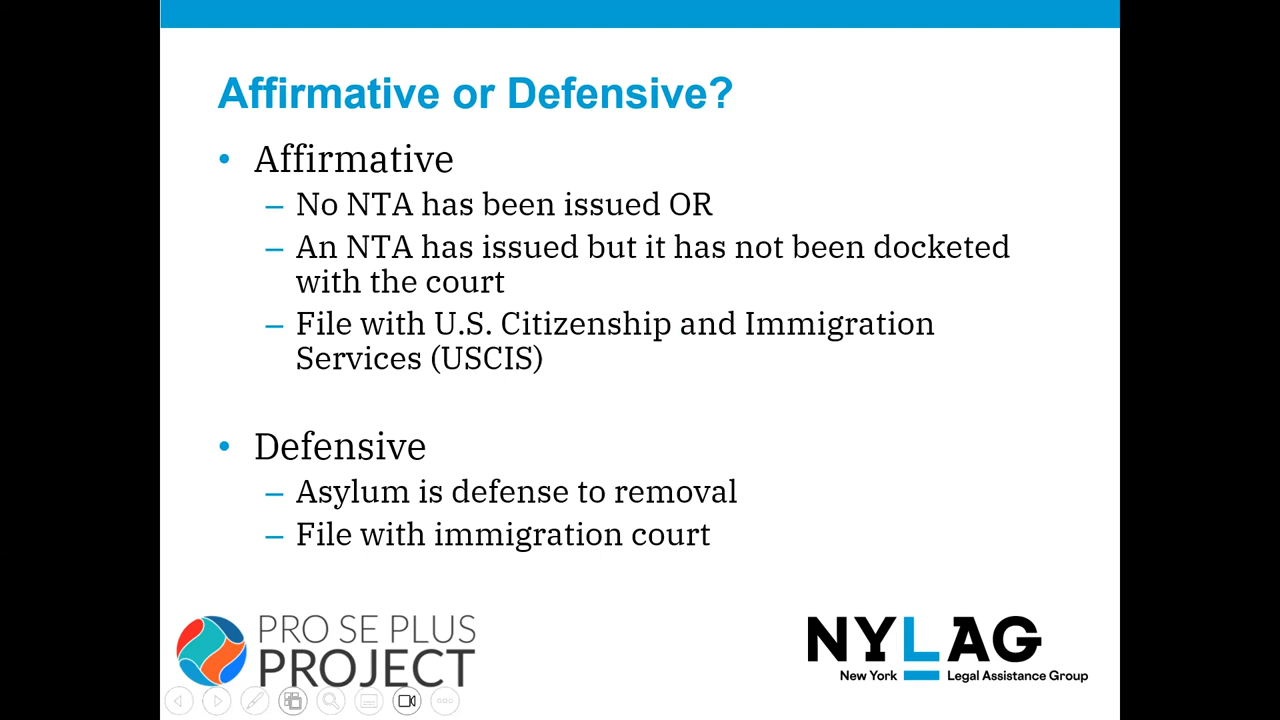 Affirmative or Defensive?
• Affirmative
– No NTA has been issued OR
– An NTA has issued but it has not been docketed
with the court
– File with U.S. Citizenship and Immigration
Services (USCIS)
• Defensive
– Asylum is defense to removal
– File with immigration court
PRO SE PLUS
PROJECT
NYLAG
New York Legal Assistance Group